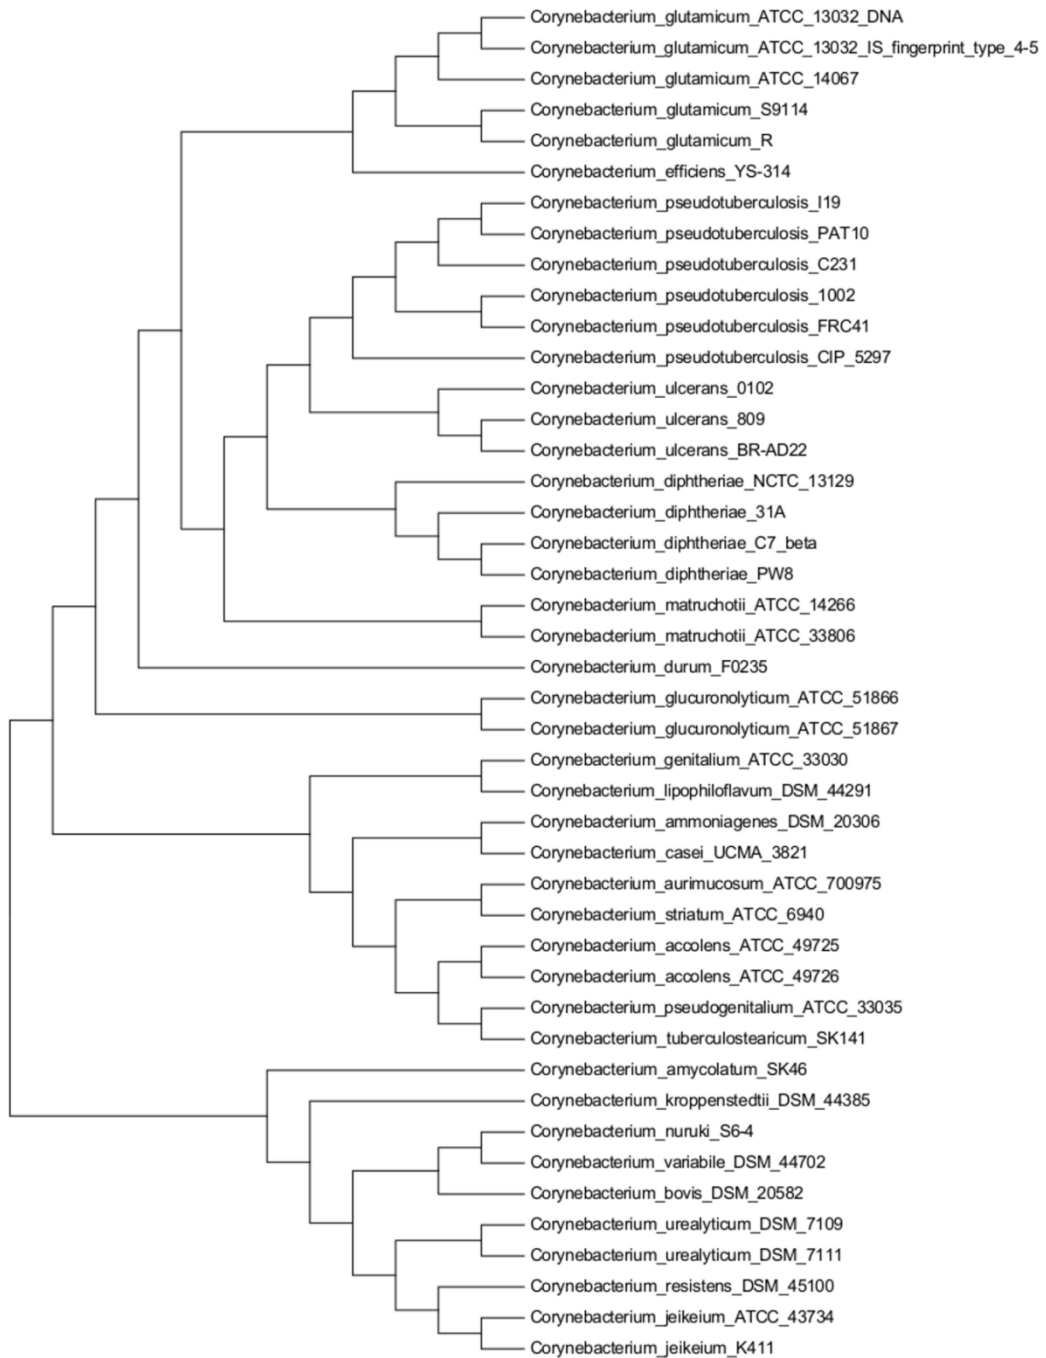 Corynebacterium_glutamicum_ATCC_13032_DNA
Corynebacterium_glutamicum_ATCC_13032_IS_fingerprint_type_4-5
Corynebacterium_glutamicum_ATCC_14067
Corynebacterium_glutamicum_S9114
Corynebacterium_glutamicum_R
Corynebacterium_efficiens_YS-314
Corynebacterium_pseudotuberculosis_I19
Corynebacterium_pseudotuberculosis_PAT10
Corynebacterium_pseudotuberculosis_C231
Corynebacterium_pseudotuberculosis_1002
Corynebacterium_pseudotuberculosis_FRC41
Corynebacterium_pseudotuberculosis_CIP_5297
Corynebacterium_ulcerans_0102
Corynebacterium_ulcerans_809
Corynebacterium_ulcerans_BR-AD22
Corynebacterium_diphtheriae_NCTC_13129
Corynebacterium_diphtheriae_31A
Corynebacterium_diphtheriae_C7_beta
Corynebacterium_diphtheriae_PW8
Corynebacterium_matruchotii_ATCC_14266
Corynebacterium_matruchotii_ATCC_33806
Corynebacterium_durum_F0235
Corynebacterium_glucuronolyticum_ATCC_51866
Corynebacterium_glucuronolyticum_ATCC_51867
Corynebacterium_genitalium_ATCC_33030
Corynebacterium_lipophiloflavum_DSM_44291
Corynebacterium_ammoniagenes_DSM_20306
Corynebacterium_casei_UCMA_3821
Corynebacterium_aurimucosum_ATCC_700975
Corynebacterium_striatum_ATCC_6940
Corynebacterium_accolens_ATCC_49725
Corynebacterium_accolens_ATCC_49726
Corynebacterium_pseudogenitalium_ATCC_33035
Corynebacterium_tuberculostearicum_SK141
Corynebacterium_amycolatum_SK46
Corynebacterium_kroppenstedtii_DSM_44385
Corynebacterium_nuruki_S6-4
Corynebacterium_variabile_DSM_44702
Corynebacterium_bovis_DSM_20582
Corynebacterium_urealyticum_DSM_7109
Corynebacterium_urealyticum_DSM_7111
Corynebacterium_resistens_DSM_45100
Corynebacterium_jeikeium_ATCC_43734
Corynebacterium_jeikeium_K411